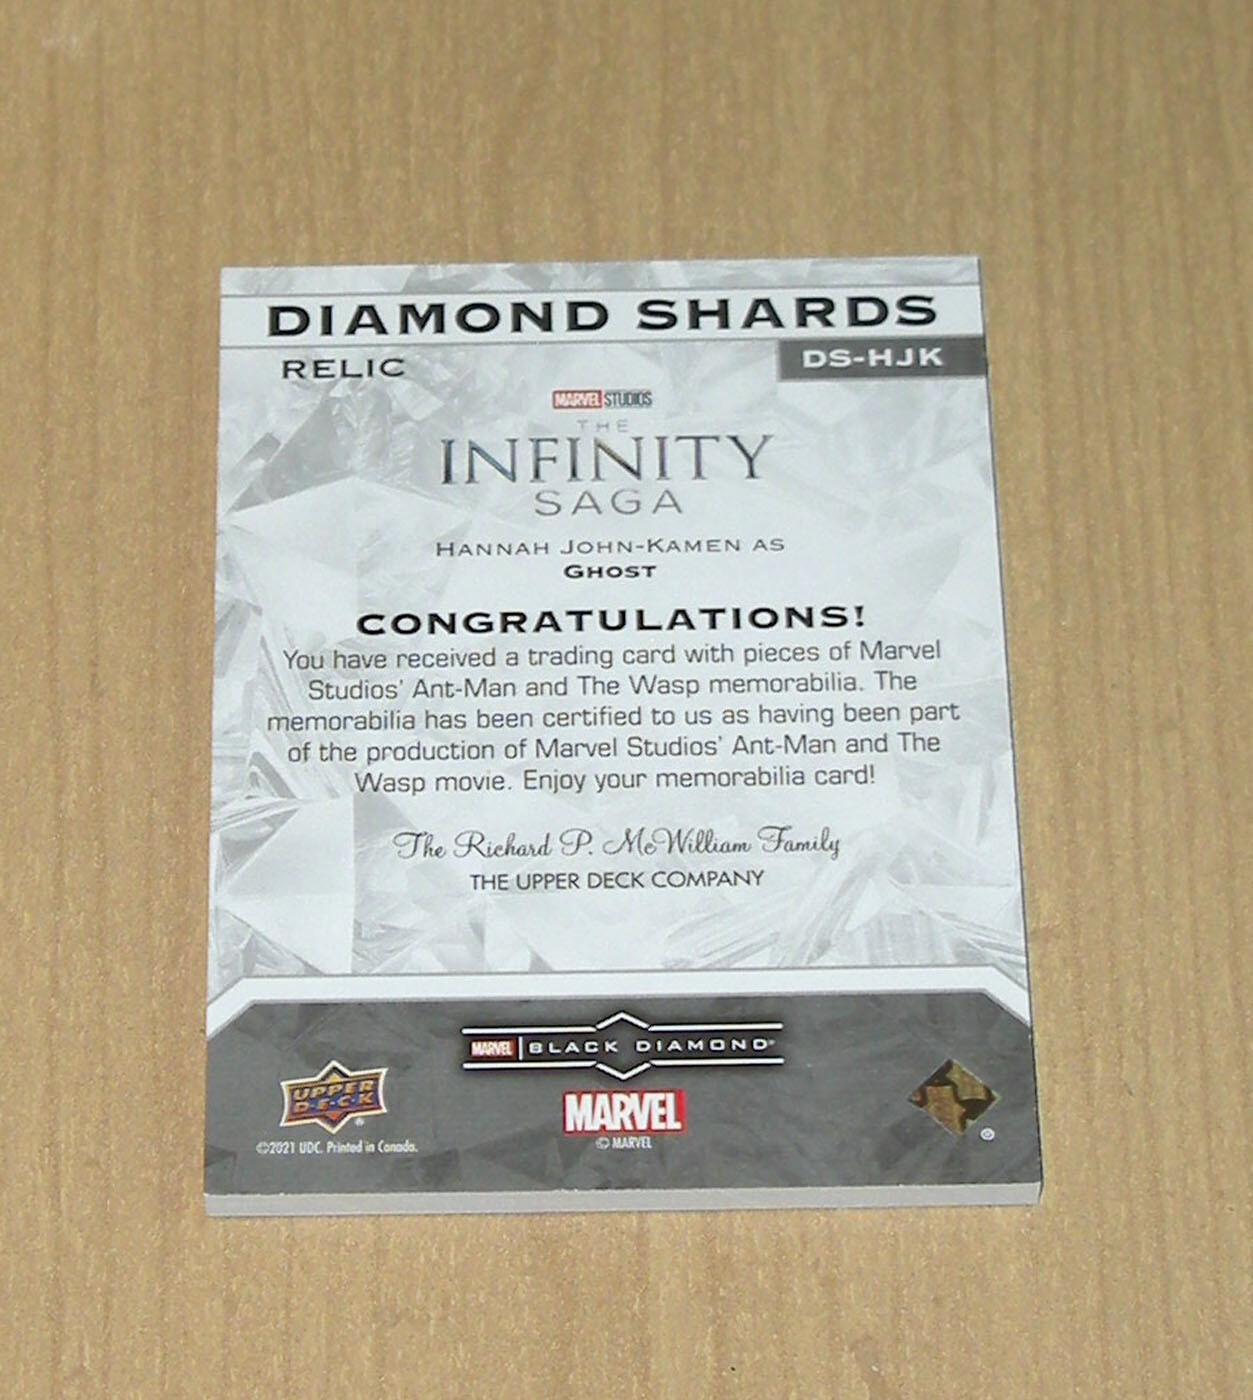 DIAMOND SHARDS
RELIC
DS-HJK
MARVEL STUDIOS
THE
INFINITY
SAGA
HANNAH JOHN-KAMEN AS
GHOST
CONGRATULATIONS!
You have received a trading card with pieces of Marvel
Studios' Ant-Man and The Wasp memorabilia. The
memorabilia has been certified to us as having been part
of the production of Marvel Studios' Ant-Man and The
Wasp movie. Enjoy your memorabilia card!
The Richard P. McWilliam Family
THE UPPER DECK COMPANY
MARVEL BLACK DIAMOND®
UPPER
D·E·C·K
®
MARVEL
©2021 UDC. Printed in Canada.
© MARVEL
®